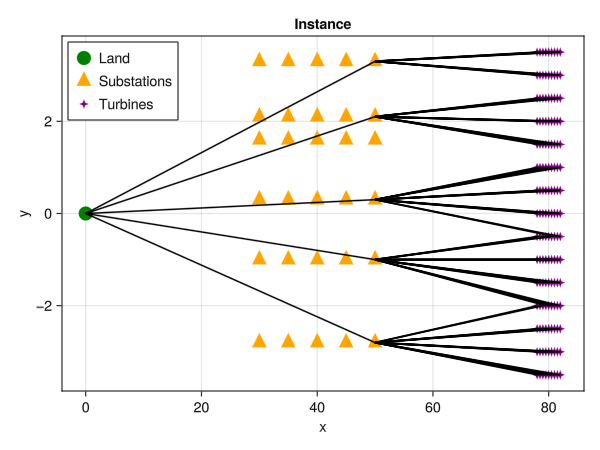 Instance
Land
Substations
Turbines
2
0
−2
y
0
20
40
60
80
x